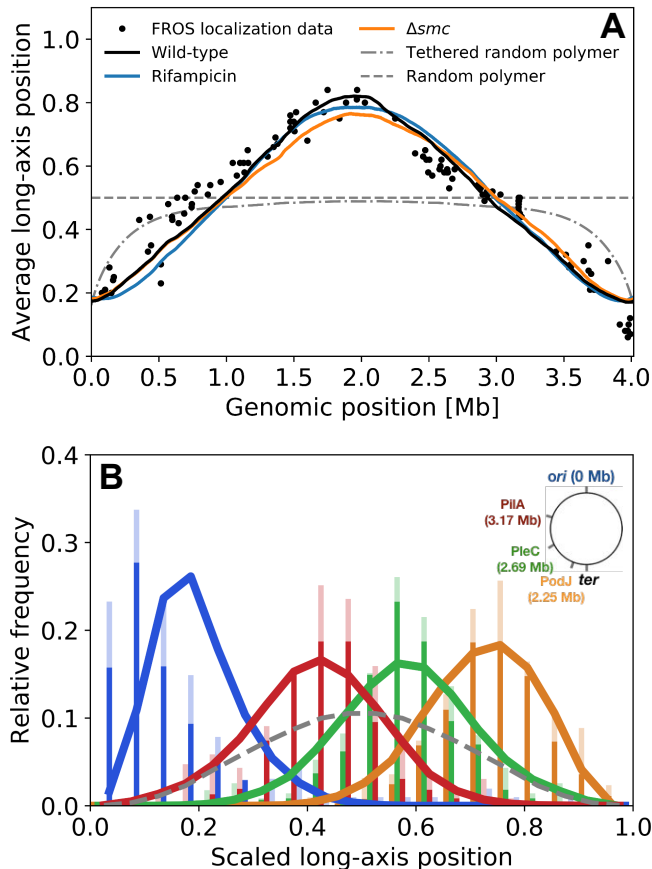 A
FROS localization data
Wild-type
Rifampicin
Δsmc
Tethered random polymer
Random polymer
Average long-axis position
1.0
0.8
0.6
0.4
0.2
0.0
0.0 0.5 1.0 1.5 2.0 2.5 3.0 3.5 4.0
Genomic position [Mb]
B
ori (0 Mb)
PilA
(3.17 Mb)
PleC
(2.69 Mb)
PodJ ter
(2.25 Mb)
Relative frequency
0.4
0.3
0.2
0.1
0.0
0.0 0.2 0.4 0.6 0.8 1.0
Scaled long-axis position